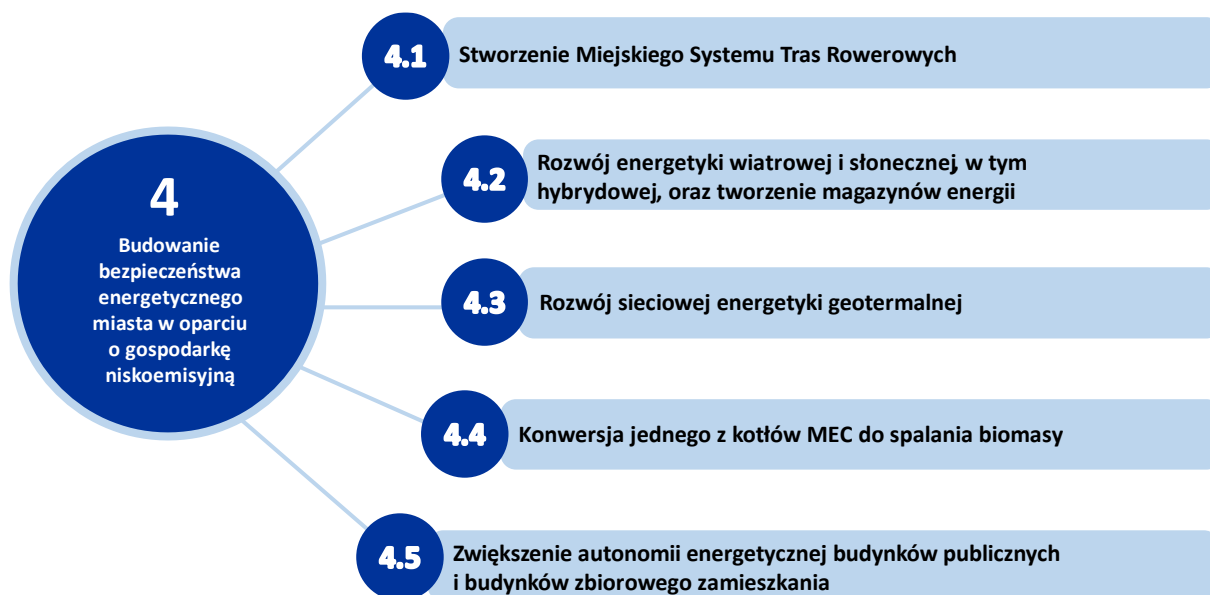 4
Budowanie
bezpieczeństwa
energetycznego
miasta w oparciu
o gospodarkę
niskoemisyjną
4.1
Stworzenie Miejskiego Systemu Tras Rowerowych
4.2
Rozwój energetyki wiatrowej i słonecznej, w tym
hybrydowej, oraz tworzenie magazynów energii
4.3
Rozwój sieciowej energetyki geotermalnej
4.4
Konwersja jednego z kotłów MEC do spalania biomasy
4.5
Zwiększenie autonomii energetycznej budynków publicznych
i budynków zbiorowego zamieszkania